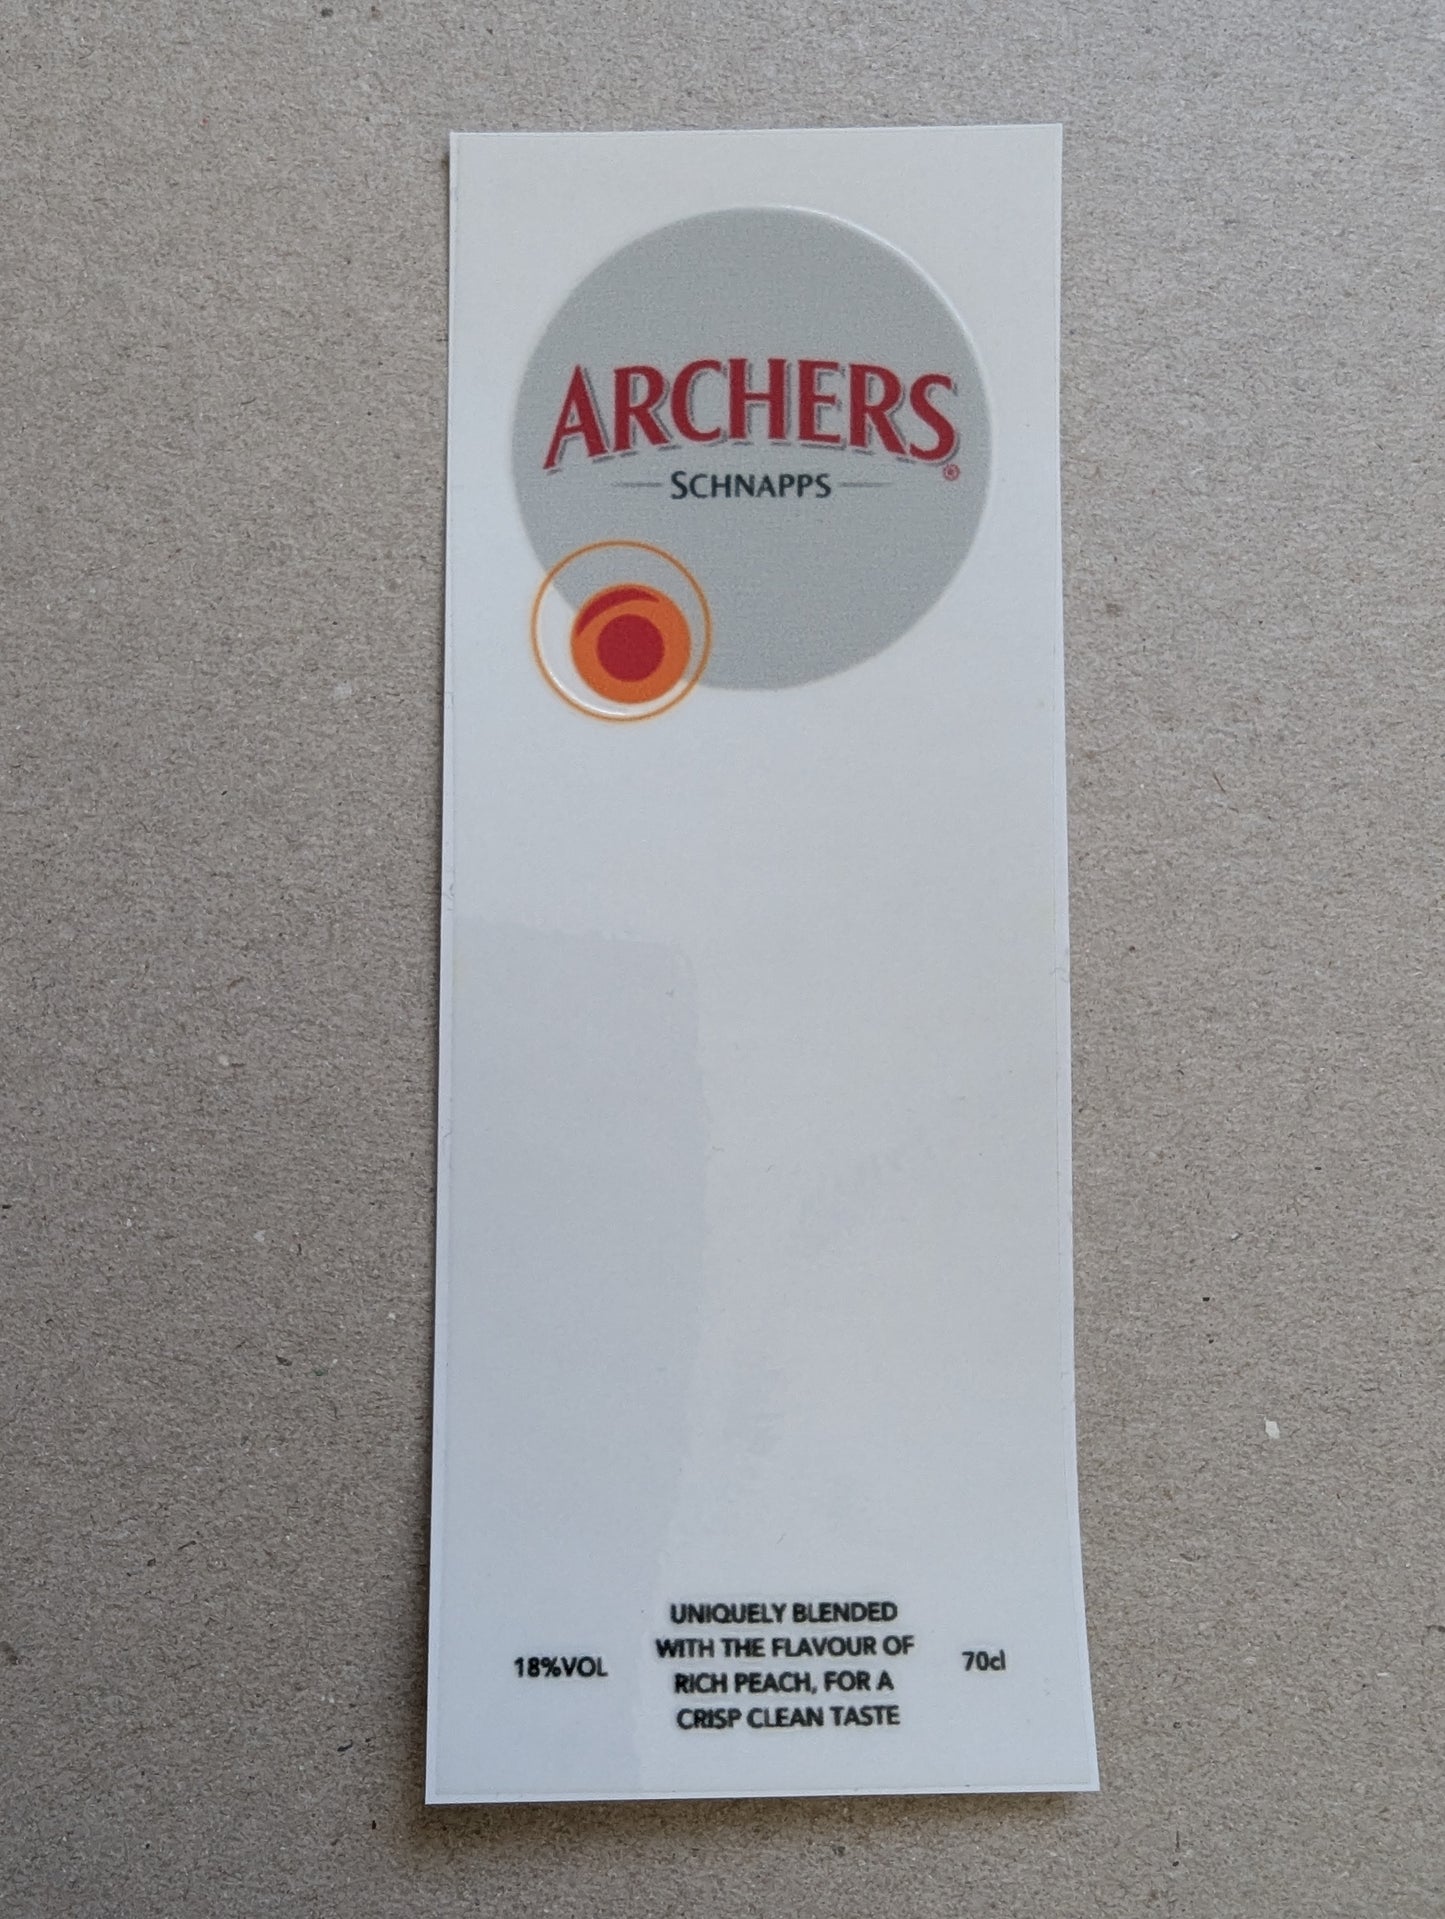 ARCHERS®
SCHNAPPS
18%VOL
UNIQUELY BLENDED
WITH THE FLAVOUR OF
RICH PEACH, FOR A
CRISP CLEAN TASTE
70cl